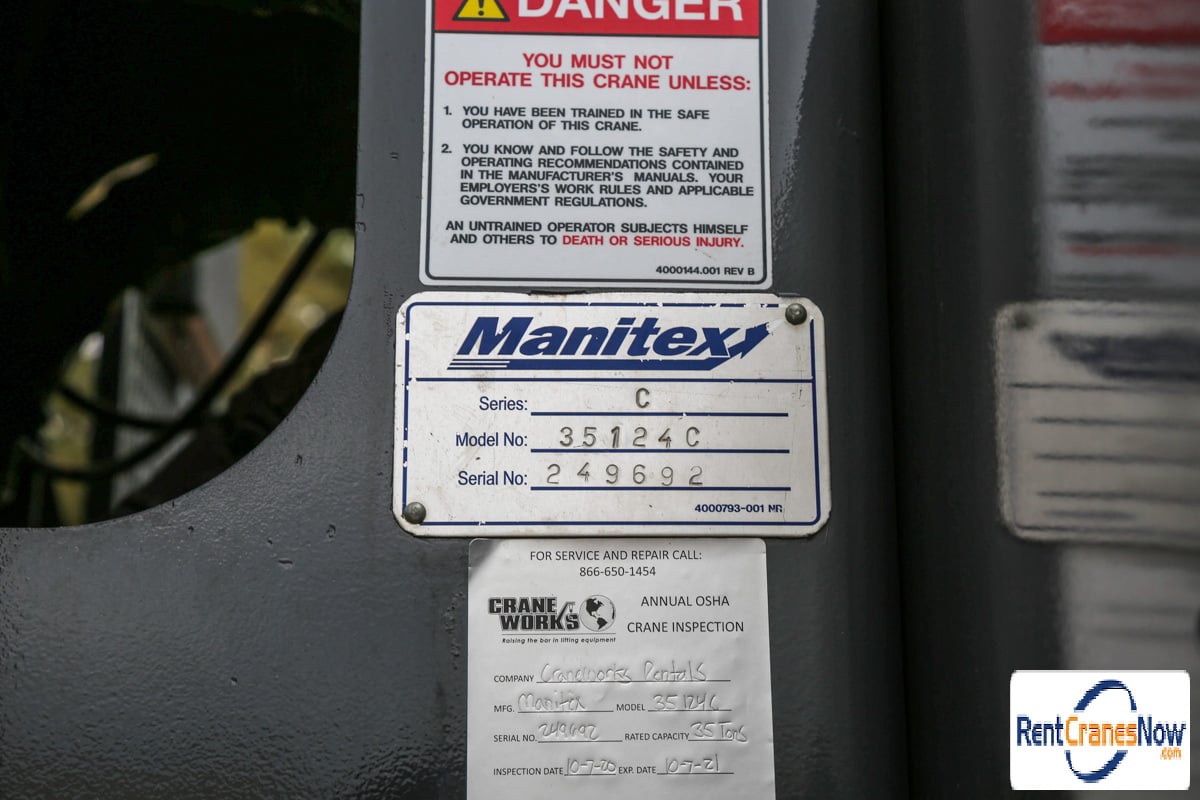 DANGER
YOU MUST NOT
OPERATE THIS CRANE UNLESS:
1. YOU HAVE BEEN TRAINED IN THE SAFE
OPERATION OF THIS CRANE.
2. YOU KNOW AND FOLLOW THE SAFETY AND
OPERATING RECOMMENDATIONS CONTAINED
IN THE MANUFACTURER'S MANUALS. YOUR
EMPLOYERS'S WORK RULES AND APPLICABLE
GOVERNMENT REGULATIONS.
AN UNTRAINED OPERATOR SUBJECTS HIMSELF
AND OTHERS TO DEATH OR SERIOUS INJURY.
4000144.001 REV B
Manitex
Series: C
Model No: 35124C
Serial No: 249692
4000793-001 NR
FOR SERVICE AND REPAIR CALL:
866-650-1454
CRANE WORKS
Raising the bar in lifting equipment
ANNUAL OSHA
CRANE INSPECTION
COMPANY Craneworks Rentals
MFG. Manitex MODEL 35124C
SERIAL NO. 249692 RATED CAPACITY 35 Tons
INSPECTION DATE 10-7-20 EXP. DATE 10-7-21
RentCranesNow
.com